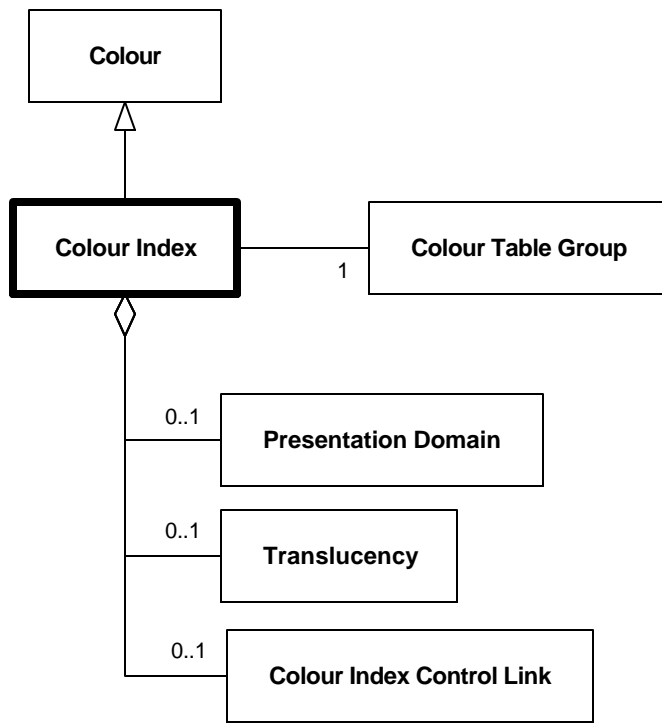 Colour
Colour Index
Colour Table Group
1
0..1
Presentation Domain
0..1
Translucency
0..1
Colour Index Control Link